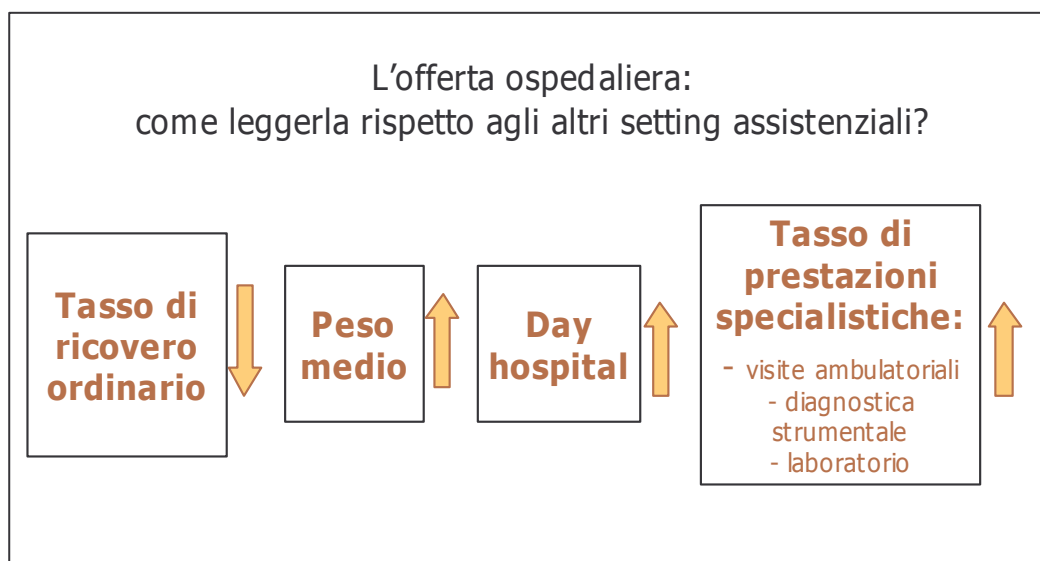 L'offerta ospedaliera:
come leggerla rispetto agli altri setting assistenziali?
Tasso di
ricovero
ordinario
Peso
medio
Day
hospital
Tasso di
prestazioni
specialistiche:
- visite ambulatoriali
- diagnostica
strumentale
- laboratorio